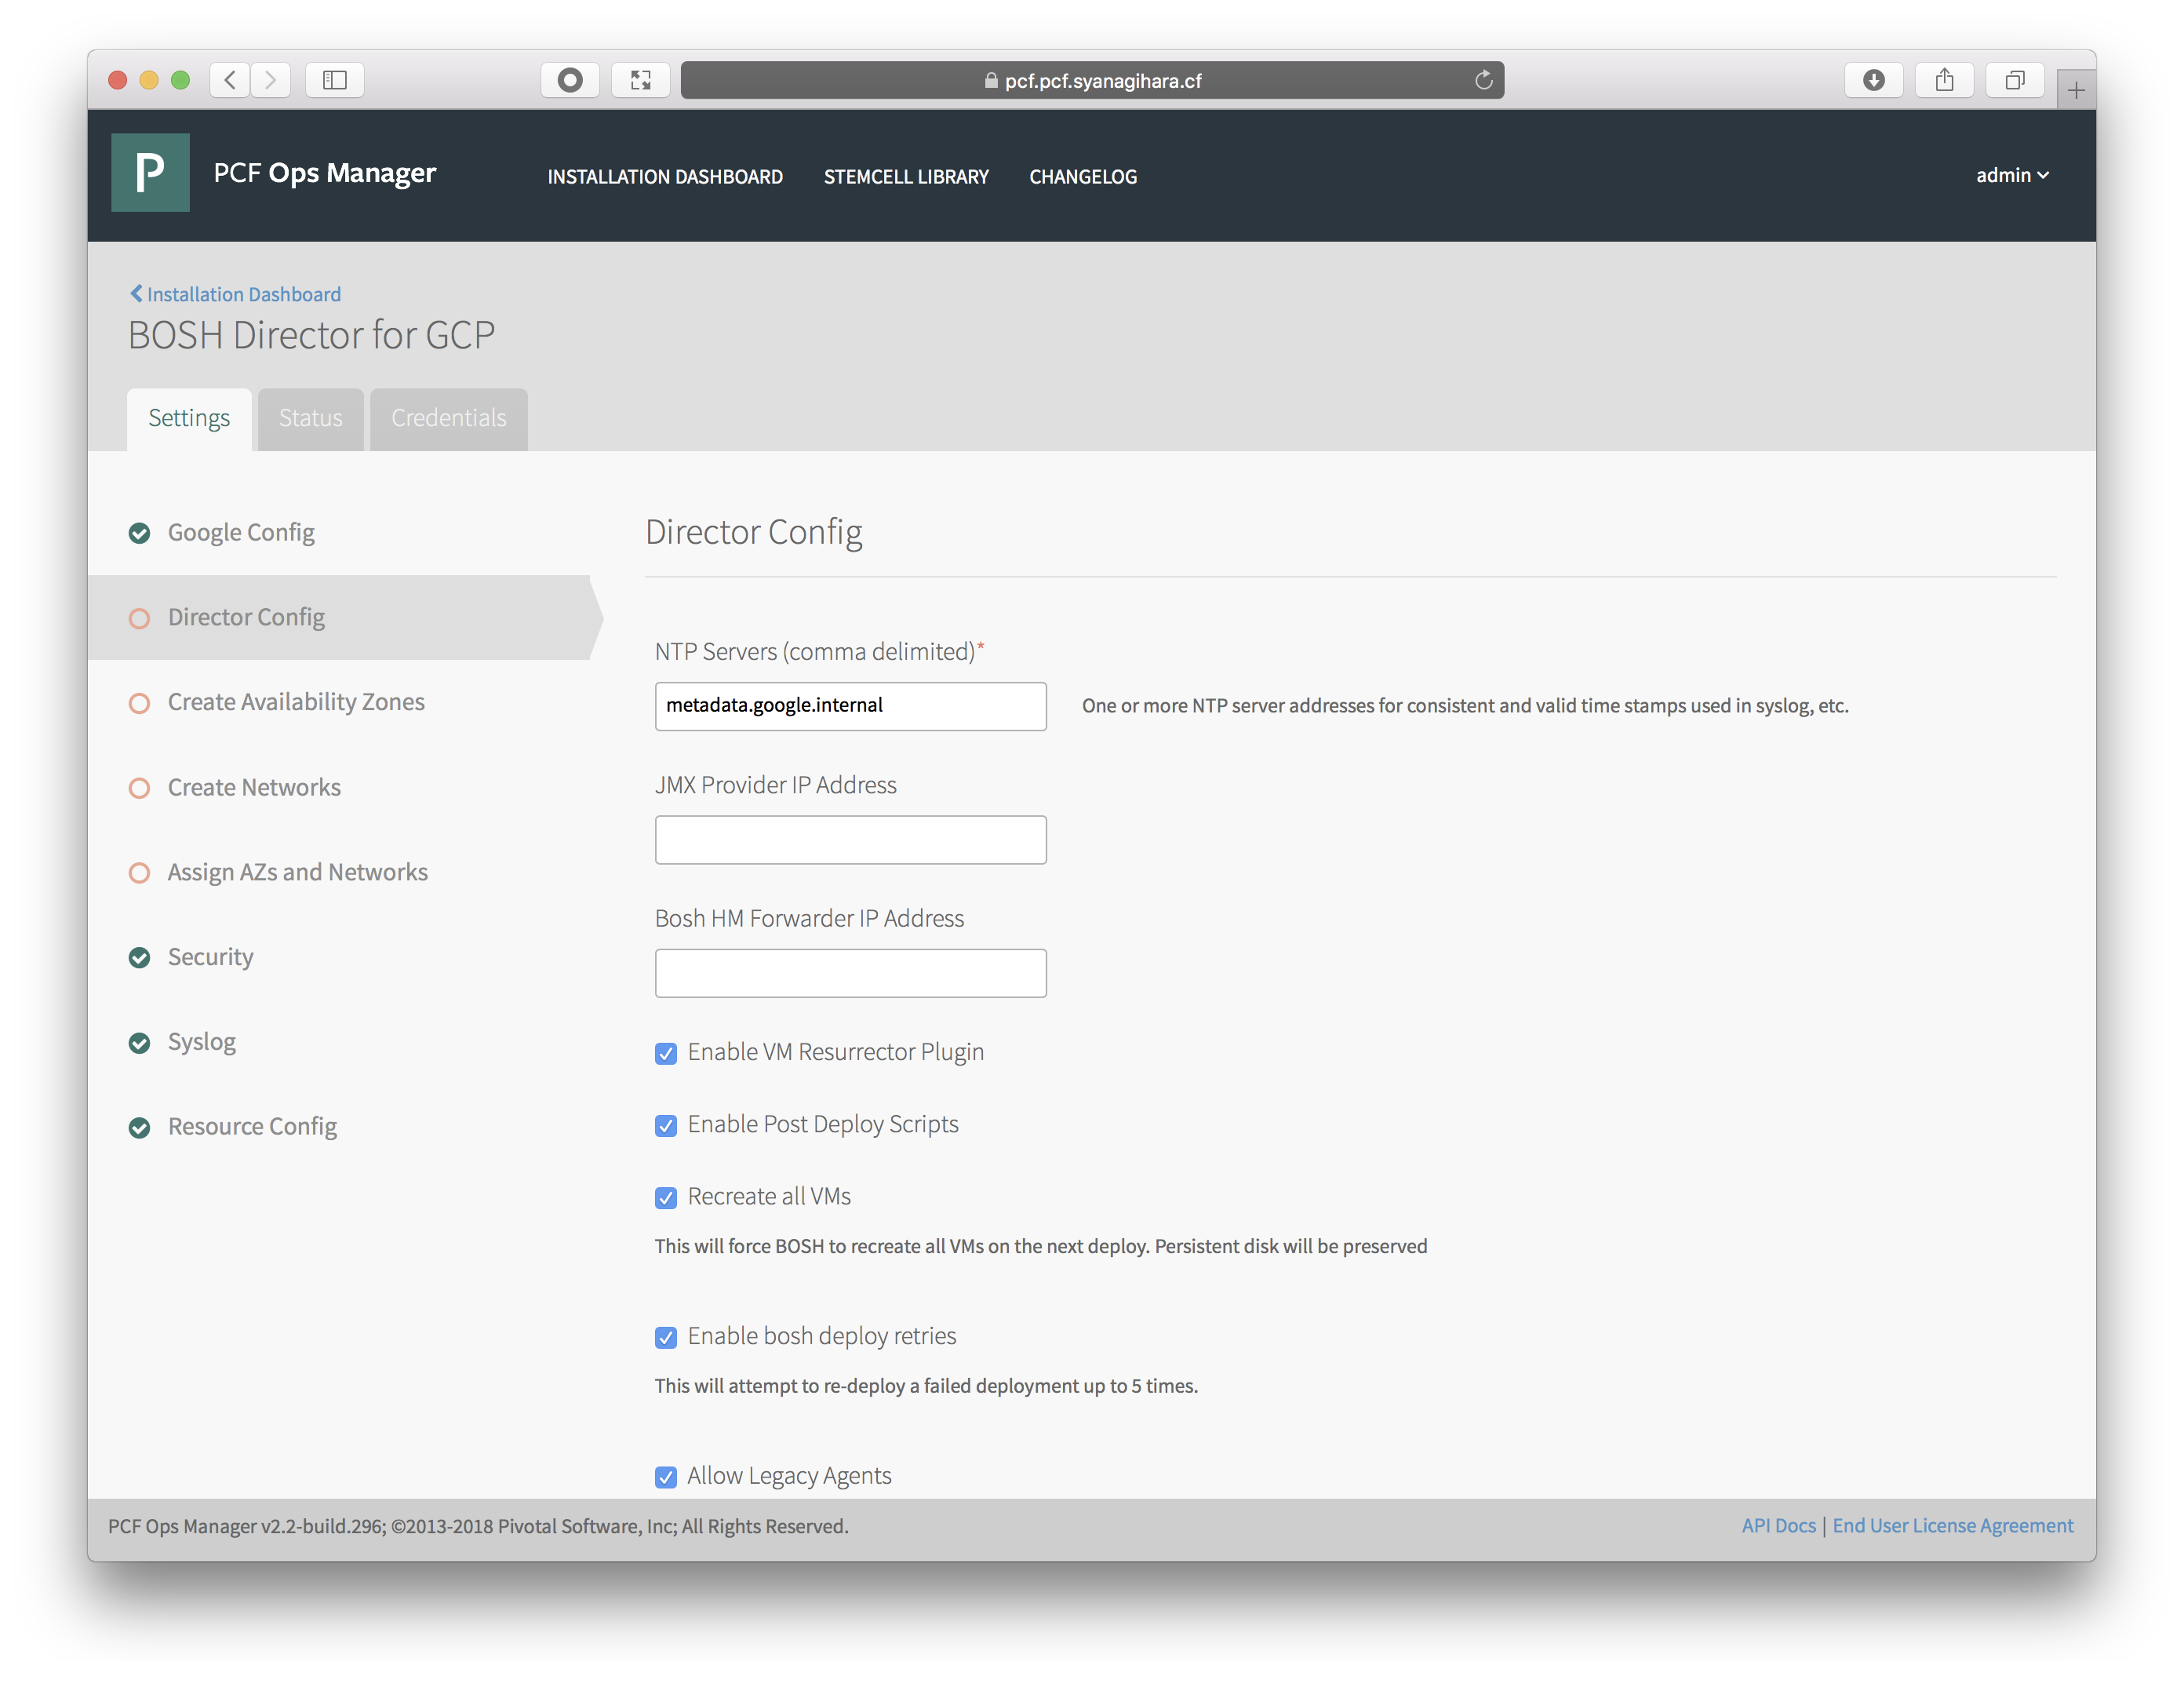 pcf.pcf.syanagihara.cf
P
PCF Ops Manager
INSTALLATION DASHBOARD
STEMCELL LIBRARY
CHANGELOG
admin
Installation Dashboard
BOSH Director for GCP
Settings
Status
Credentials
Google Config
Director Config
Create Availability Zones
Create Networks
Assign AZs and Networks
Security
Syslog
Resource Config
Director Config
NTP Servers (comma delimited)*
metadata.google.internal
One or more NTP server addresses for consistent and valid time stamps used in syslog, etc.
JMX Provider IP Address
Bosh HM Forwarder IP Address
Enable VM Resurrector Plugin
Enable Post Deploy Scripts
Recreate all VMs
This will force BOSH to recreate all VMs on the next deploy. Persistent disk will be preserved
Enable bosh deploy retries
This will attempt to re-deploy a failed deployment up to 5 times.
Allow Legacy Agents
PCF Ops Manager v2.2-build.296; ©2013-2018 Pivotal Software, Inc; All Rights Reserved.
API Docs | End User License Agreement